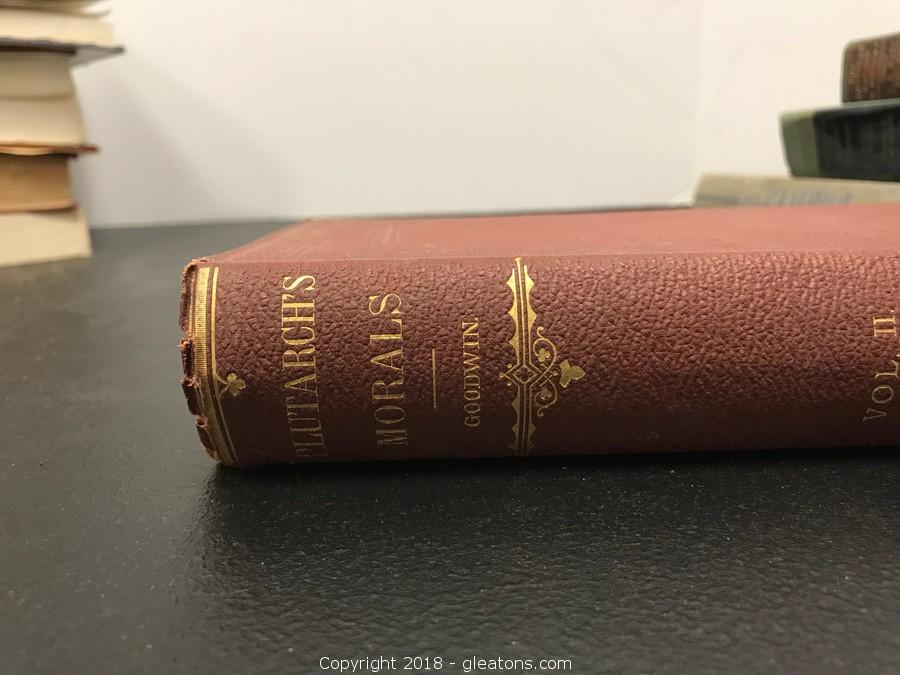 PLUTARCH'S
MORALS
GOODWIN
VOL. II.
Copyright 2018 - gleatons.com